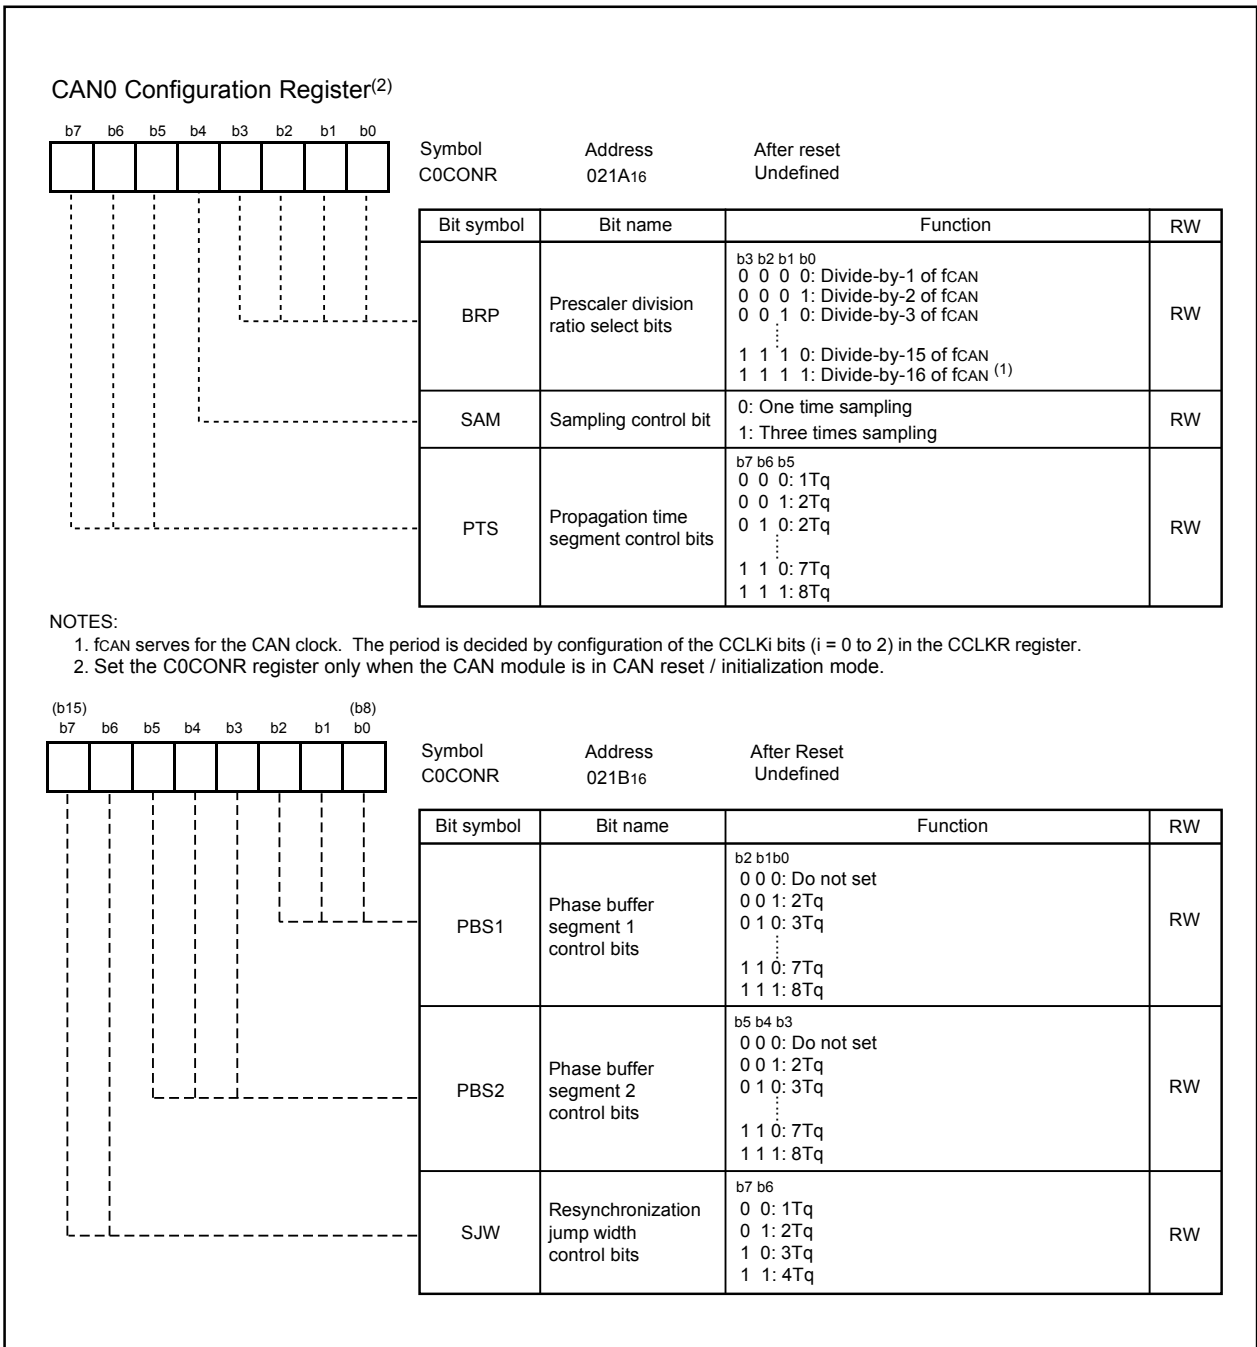 CAN0 Configuration Register(2)
b7 b6 b5 b4 b3 b2 b1 b0
Symbol Address After reset
C0CONR 021A16 Undefined
Bit symbol Bit name Function RW
BRP
Prescaler division
ratio select bits
b3 b2 b1 b0
0 0 0 0: Divide-by-1 of fCAN
0 0 0 1: Divide-by-2 of fCAN
0 0 1 0: Divide-by-3 of fCAN
1 1 1 0: Divide-by-15 of fCAN
1 1 1 1: Divide-by-16 of fCAN (1)
RW
SAM
Sampling control bit
0: One time sampling
1: Three times sampling
RW
PTS
Propagation time
segment control bits
b7 b6 b5
0 0 0: 1Tq
0 0 1: 2Tq
0 1 0: 2Tq
1 1 0: 7Tq
1 1 1: 8Tq
RW
NOTES:
1. fCAN serves for the CAN clock. The period is decided by configuration of the CCLKi bits (i = 0 to 2) in the CCLKR register.
2. Set the C0CONR register only when the CAN module is in CAN reset / initialization mode.
(b15) (b8)
b7 b6 b5 b4 b3 b2 b1 b0
Symbol Address After Reset
C0CONR 021B16 Undefined
Bit symbol Bit name Function RW
PBS1
Phase buffer
segment 1
control bits
b2 b1b0
0 0 0: Do not set
0 0 1: 2Tq
0 1 0: 3Tq
1 1 0: 7Tq
1 1 1: 8Tq
RW
PBS2
Phase buffer
segment 2
control bits
b5 b4 b3
0 0 0: Do not set
0 0 1: 2Tq
0 1 0: 3Tq
1 1 0: 7Tq
1 1 1: 8Tq
RW
SJW
Resynchronization
jump width
control bits
b7 b6
0 0: 1Tq
0 1: 2Tq
1 0: 3Tq
1 1: 4Tq
RW